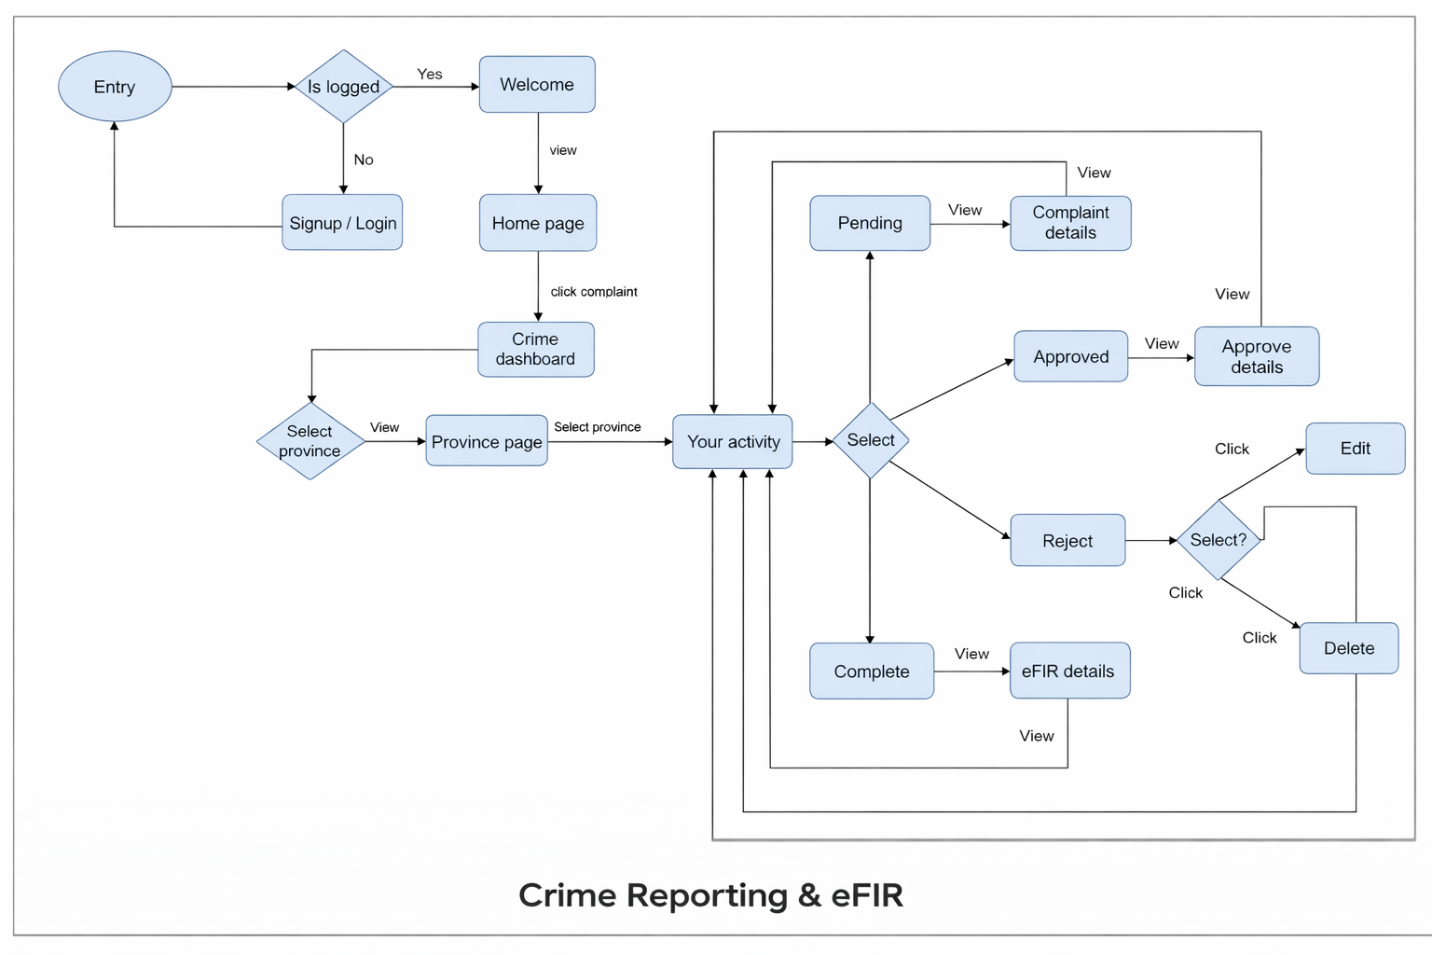 Entry
Is logged
Yes
Welcome
No
view
Signup / Login
Home page
click complaint
Crime
dashboard
Select
province
View
Province page
Select province
Your activity
Select
Pending
View
Complaint
details
View
Approved
View
Approve
details
View
Reject
Select?
Click
Edit
Click
Click
Delete
Complete
View
eFIR details
View
Crime Reporting & eFIR